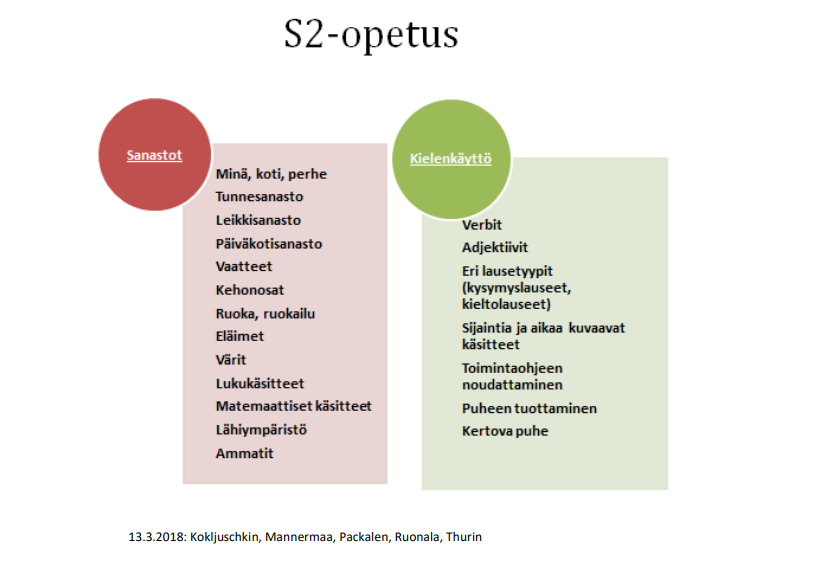 S2-opetus
Sanastot
Minä, koti, perhe
Tunnesanasto
Leikkisanasto
Päiväkotisanasto
Vaatteet
Kehonosat
Ruoka, ruokailu
Eläimet
Värit
Lukukäsitteet
Matemaattiset käsitteet
Lähiympäristö
Ammatit
Kielenkäyttö
Verbit
Adjektiivit
Eri lausetyypit
(kysymyslauseet,
kieltolauseet)
Sijaintia ja aikaa kuvaavat
käsitteet
Toimintaohjeen
noudattaminen
Puheen tuottaminen
Kertova puhe
13.3.2018: Kokljuschkin, Mannermaa, Packalen, Ruonala, Thurin